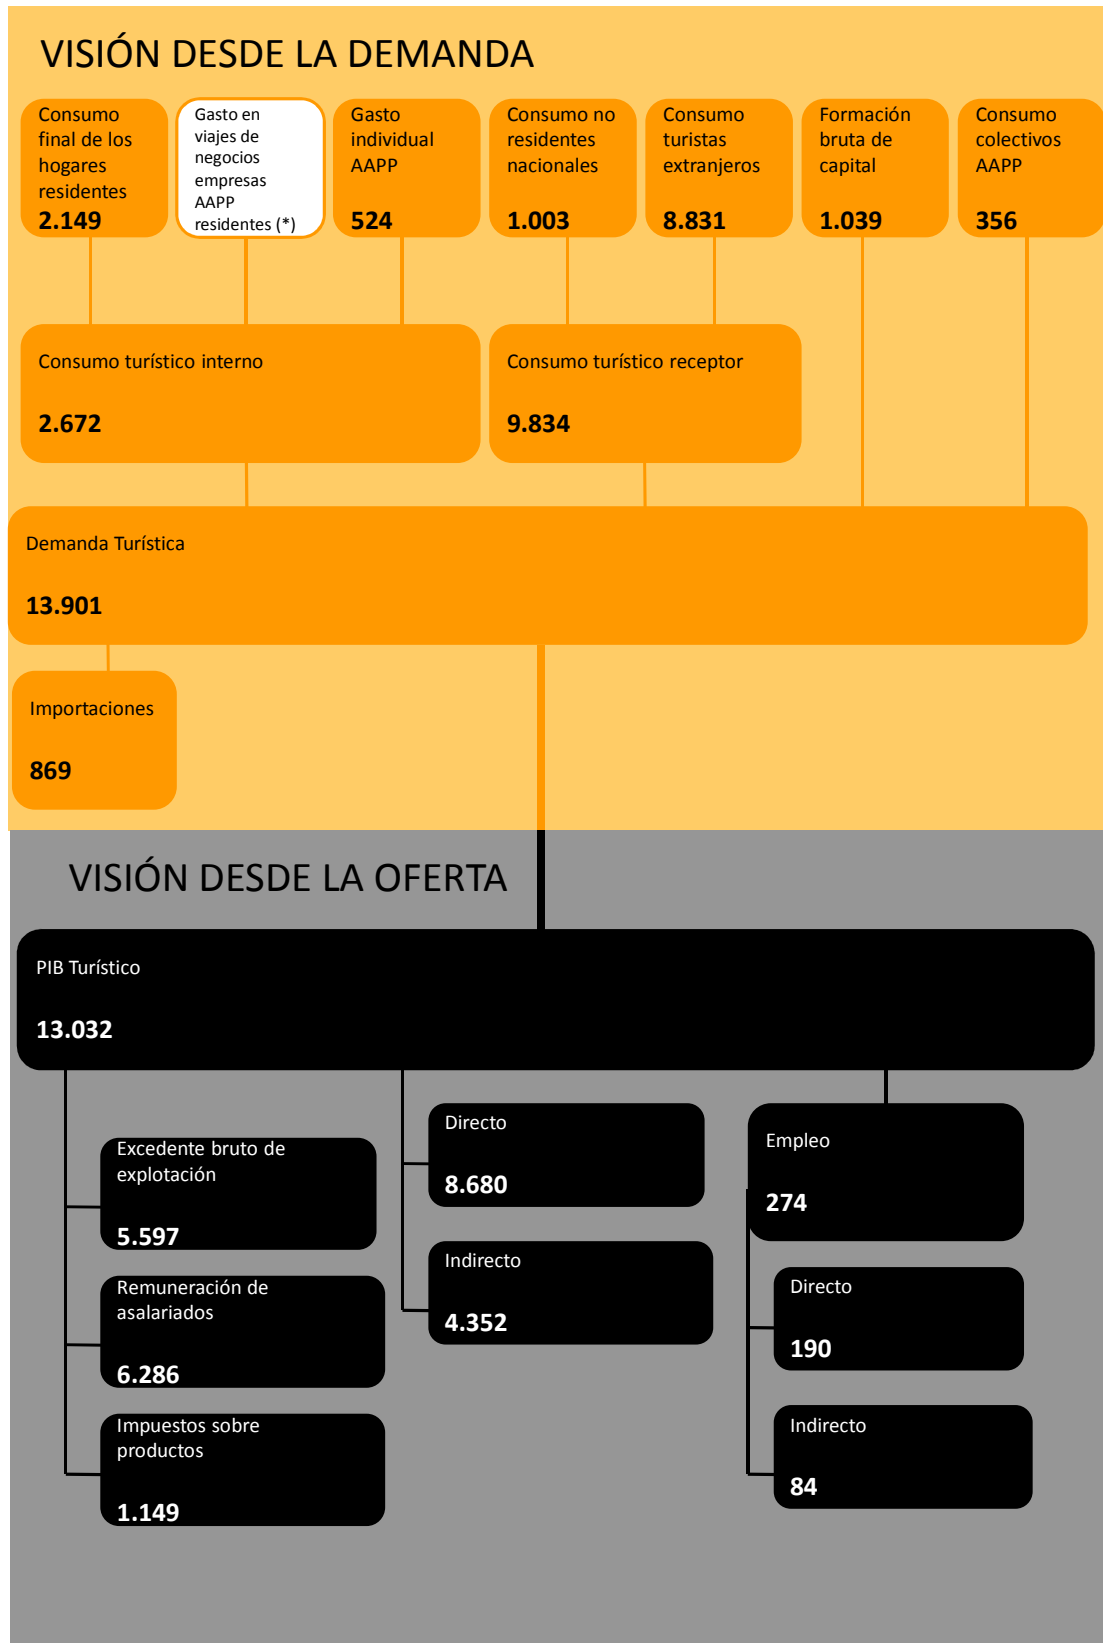 VISIÓN DESDE LA DEMANDA
Consumo
final de los
hogares
residentes
2.149
Gasto en
viajes de
negocios
empresas
AAPP
residentes (*)
Gasto
individual
AAPP
524
Consumo no
residentes
nacionales
1.003
Consumo
turistas
extranjeros
8.831
Formación
bruta de
capital
1.039
Consumo
colectivos
AAPP
356
Consumo turístico interno
2.672
Consumo turístico receptor
9.834
Demanda Turística
13.901
Importaciones
869
VISIÓN DESDE LA OFERTA
PIB Turístico
13.032
Excedente bruto de
explotación
5.597
Remuneración de
asalariados
6.286
Impuestos sobre
productos
1.149
Directo
8.680
Indirecto
4.352
Empleo
274
Directo
190
Indirecto
84